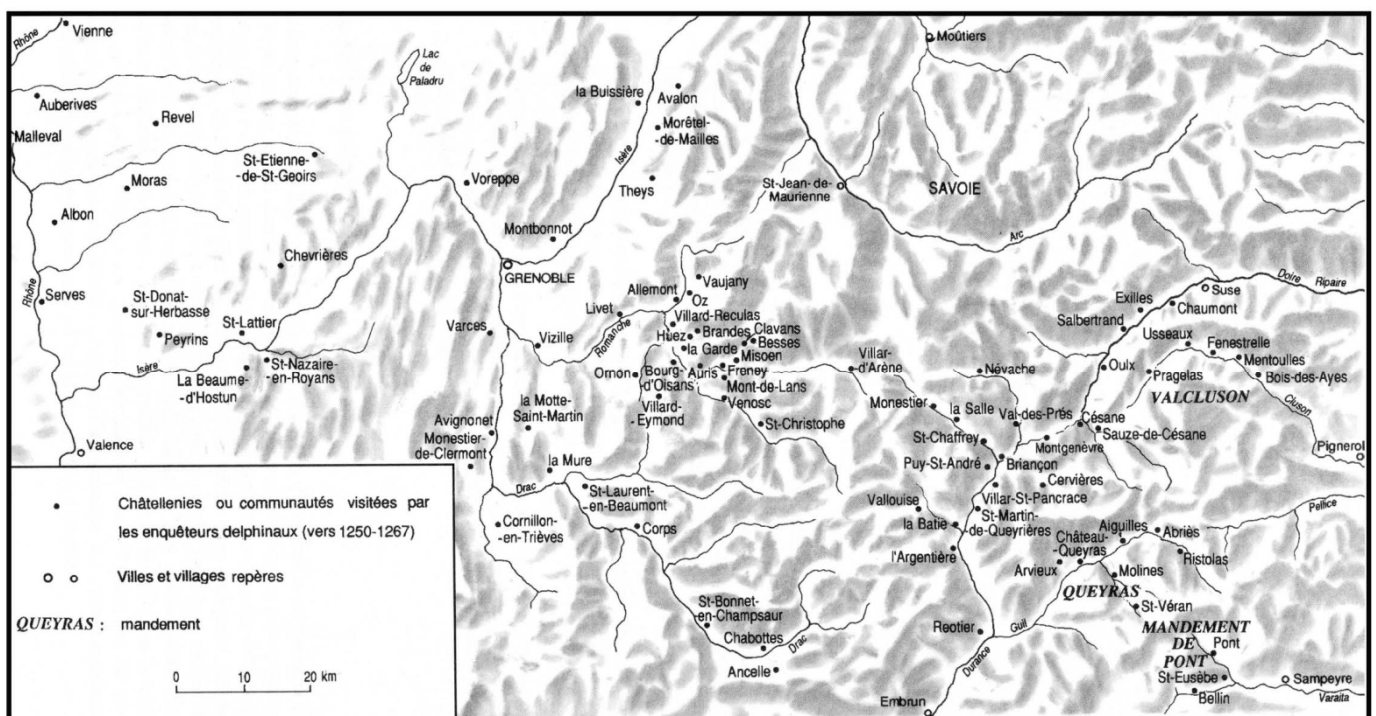 Rhône
Vienne
Auberives
Malleval
Revel
St-Etienne-
-de-St-Geoirs
Moras
Albon
Chevrières
Serves
Rhône
St-Donat
-sur-Herbasse
Peyrins
St-Lattier
Isère
La Beaume-
-d'Hostun
St-Nazaire
-en-Royans
Valence
Lac
de
Paladru
la Buissière
Avalon
Morêtel-
-de-Mailles
Isère
Theys
Voreppe
Montbonnot
GRENOBLE
Varces
Vizille
Livet
Romanche
Allemont
Vaujany
Oz
Villard-Reculas
Huez
Brandes
Clavans
Besses
la Garde
Misoen
Ornon
Bourg-
-d'Oisans
Auris
Freney
Mont-de-Lans
Venosc
Villard-
-Eymond
St-Christophe
Villar-
-d'Arène
la Motte-
Saint-Martin
Avignonet
Monestier-
de-Clermont
la Mure
Drac
St-Laurent-
-en-Beaumont
Cornillon-
-en-Trièves
Corps
St-Bonnet-
-en-Champsaur
Chabottes
Drac
Ancelle
Moûtiers
St-Jean-de-
Maurienne
SAVOIE
Arc
Doire Ripaire
Suse
Exilles
Chaumont
Salbertrand
Usseaux
Fenestrelle
Mentoulles
Oulx
Pragelas
Bois-des-Ayes
VALCLUSON
Cluson
Pignerol
Névache
Monestier
la Salle
Val-des-Prés
Césane
Sauze-de-Césane
St-Chaffrey
Montgenèvre
Puy-St-André
Briançon
Cervières
Vallouise
Villar-St-Pancrace
la Batie
St-Martin
-de-Queyrières
l'Argentière
Pellice
Aiguilles
Abriès
Château-
-Queyras
Ristolas
Arvieux
Molines
QUEYRAS
St-Véran
Reotier
Guil
Durance
MANDEMENT
DE
PONT
Pont
St-Eusèbe
Sampeyre
Bellin
Varaita
Embrun
Châtellenies ou communautés visitées par
les enquêteurs delphinaux (vers 1250-1267)
Villes et villages repères
QUEYRAS : mandement
0 10 20 km